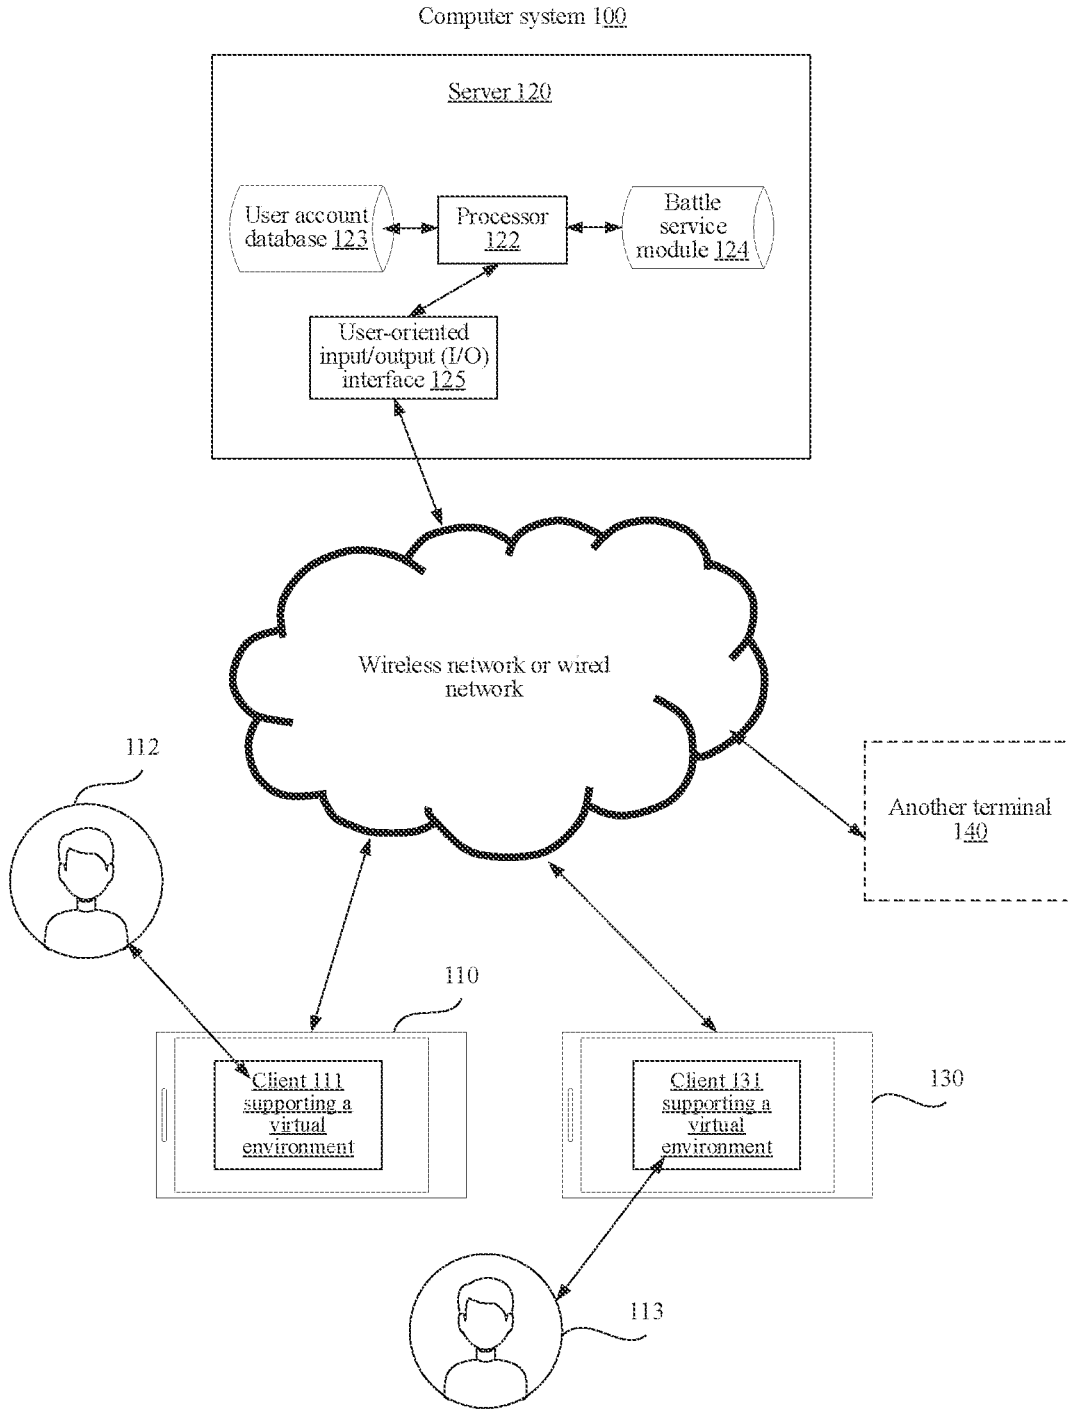 Computer system 100
Server 120
User account
database 123
Processor
122
Battle
service
module 124
User-oriented
input/output (I/O)
interface 125
Wireless network or wired
network
112
Another terminal
140
110
Client 111
supporting a
virtual
environment
Client 131
supporting a
virtual
environment
130
113